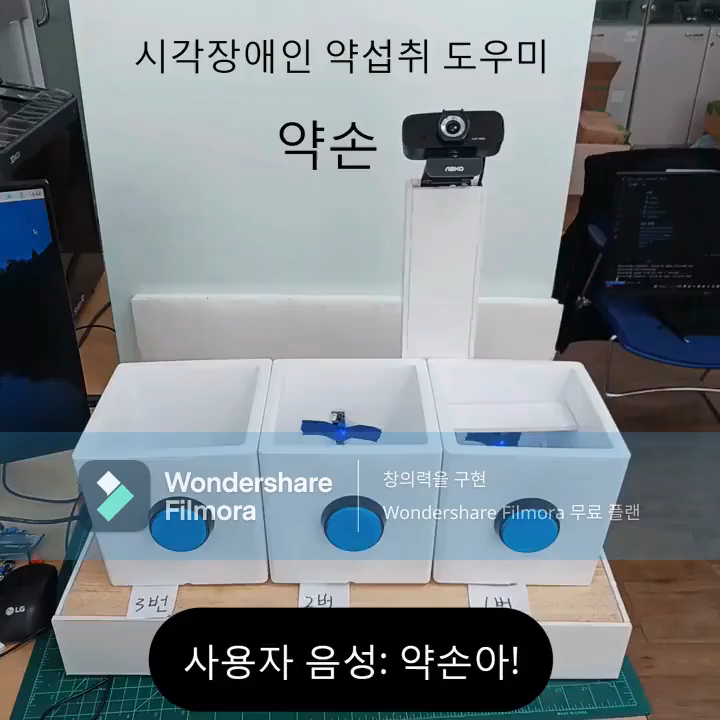 시각장애인 약섭취 도우미
약손
ABKO
Wondershare
Filmora
창의력을 구현
Wondershare Filmora 무료 플랜
3번
2번
1번
LG
사용자 음성: 약손아!